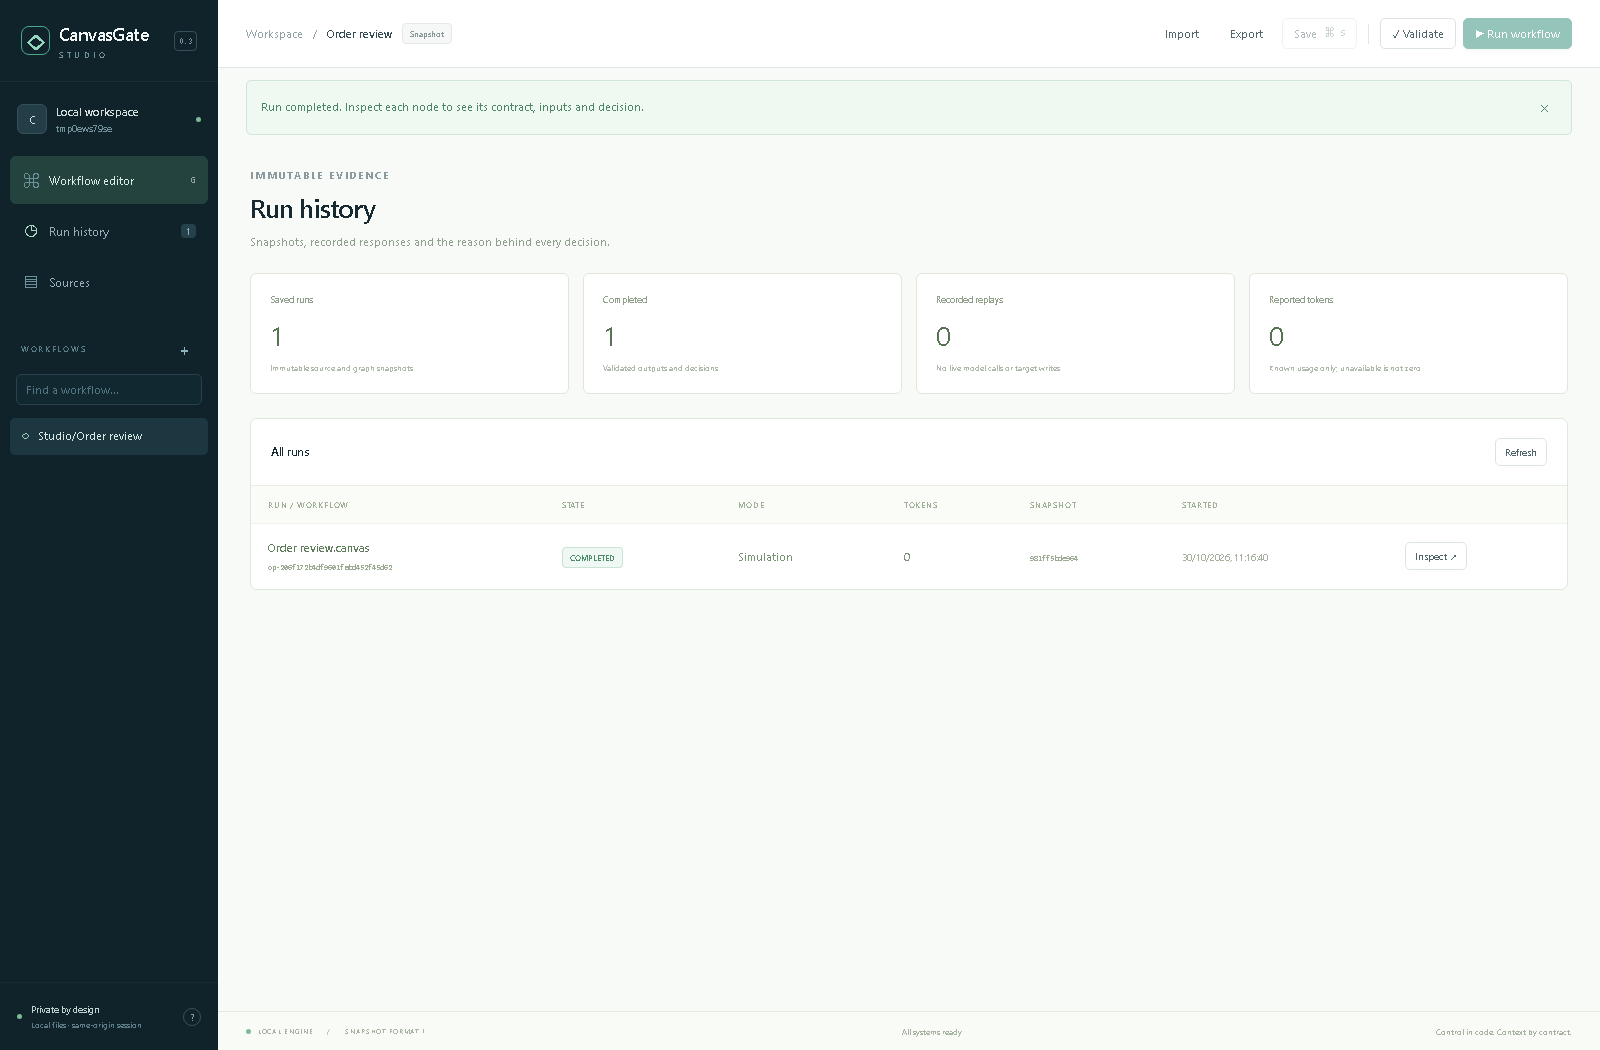 CanvasGate
STUDIO
0.3
C
Local workspace
tmp0ews79se
Workflow editor
G
Run history
1
Sources
WORKFLOWS
+
Find a workflow...
Studio/Order review
Private by design
Local files · same-origin session
?
Workspace / Order review Snapshot
Import
Export
Save ⌘ S
✓ Validate
▶ Run workflow
Run completed. Inspect each node to see its contract, inputs and decision.
×
IMMUTABLE EVIDENCE
Run history
Snapshots, recorded responses and the reason behind every decision.
Saved runs
1
Immutable source and graph snapshots
Completed
1
Validated outputs and decisions
Recorded replays
0
No live model calls or target writes
Reported tokens
0
Known usage only; unavailable is not zero
All runs
Refresh
RUN / WORKFLOW STATE MODE TOKENS SNAPSHOT STARTED
Order review.canvas
COMPLETED
Simulation
0
30/10/2026, 11:16:40
Inspect ↗
LOCAL ENGINE / SNAPSHOT FORMAT 1
All systems ready
Control in code. Context by contract.